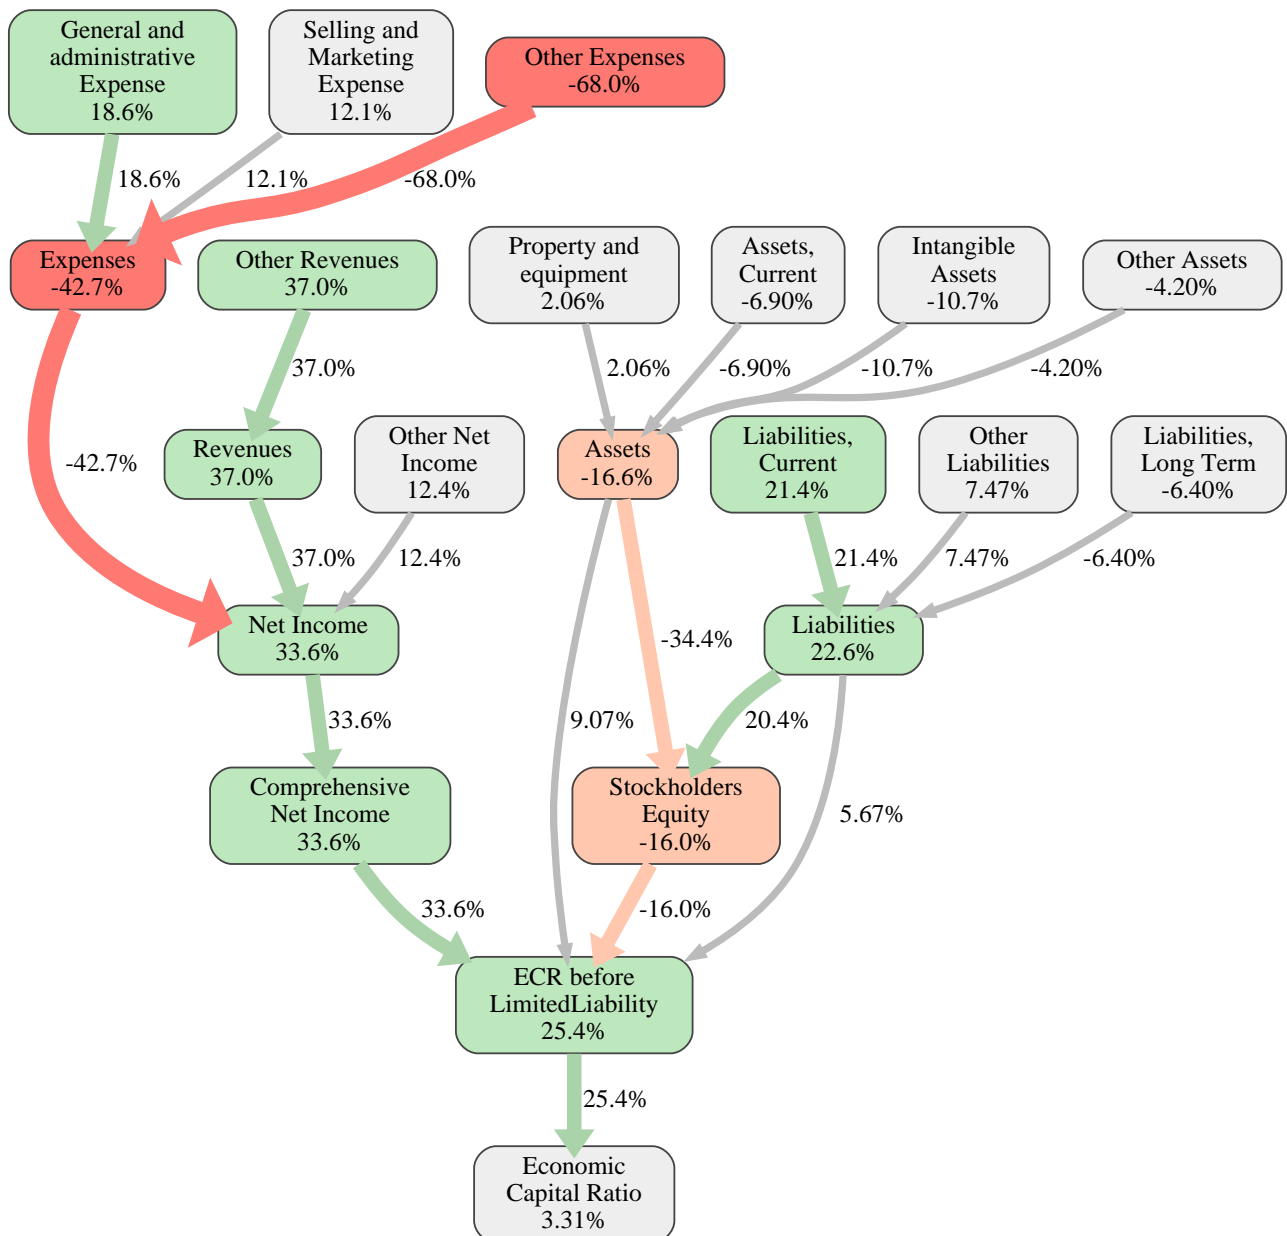 General and
administrative
Expense
18.6%
Selling and
Marketing
Expense
12.1%
Other Expenses
-68.0%
18.6%
12.1%
-68.0%
Expenses
-42.7%
Other Revenues
37.0%
Property and
equipment
2.06%
Assets,
Current
-6.90%
Intangible
Assets
-10.7%
Other Assets
-4.20%
37.0%
2.06%
-6.90%
-10.7%
-4.20%
-42.7%
Revenues
37.0%
Other Net
Income
12.4%
Assets
-16.6%
Liabilities,
Current
21.4%
Other
Liabilities
7.47%
Liabilities,
Long Term
-6.40%
37.0%
12.4%
21.4%
7.47%
-6.40%
Net Income
33.6%
-34.4%
Liabilities
22.6%
33.6%
9.07%
20.4%
Comprehensive
Net Income
33.6%
Stockholders
Equity
-16.0%
5.67%
33.6%
-16.0%
ECR before
LimitedLiability
25.4%
25.4%
Economic
Capital Ratio
3.31%